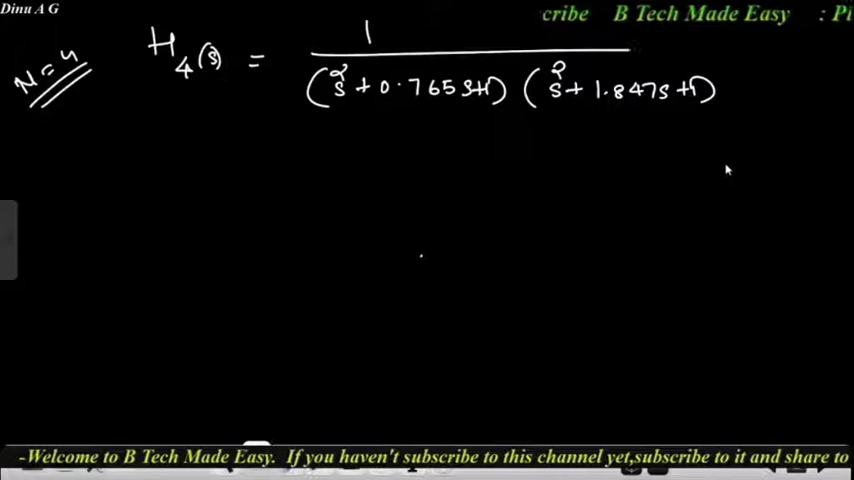 Dinu A G
cribe B Tech Made Easy : Pi
N=4
H4(s) = 1
(s²+0.765s+1) (s²+1.847s+1)
-Welcome to B Tech Made Easy. If you haven't subscribe to this channel yet,subscribe to it and share to